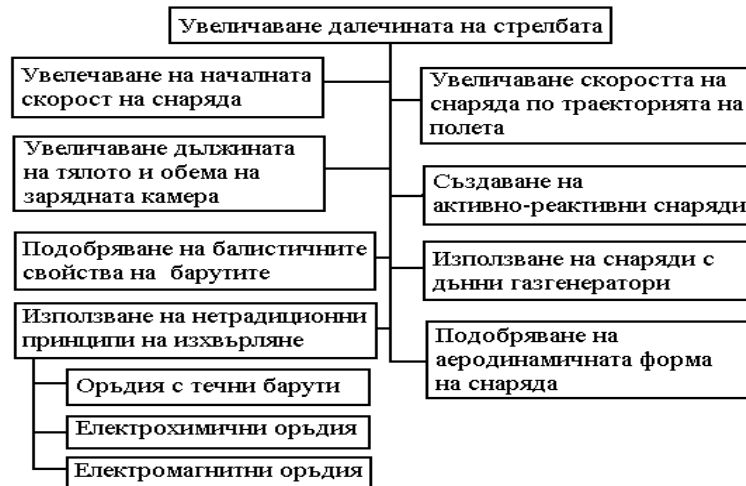 Увеличаване далечината на стрелбата
Увелечаване на началната
скорост на снаряда
Увеличаване дължината
на тялото и обема на
зарядната камера
Подобряване на балистичните
свойства на барутите
Използване на нетрадиционни
принципи на изхвърляне
Оръдия с течни барути
Електрохимични оръдия
Електромагнитни оръдия
Увеличаване скоростта на
снаряда по траекторията на
полета
Създаване на
активно-реактивни снаряди
Използване на снаряди с
дънни газгенератори
Подобряване на
аеродинамичната форма
на снаряда